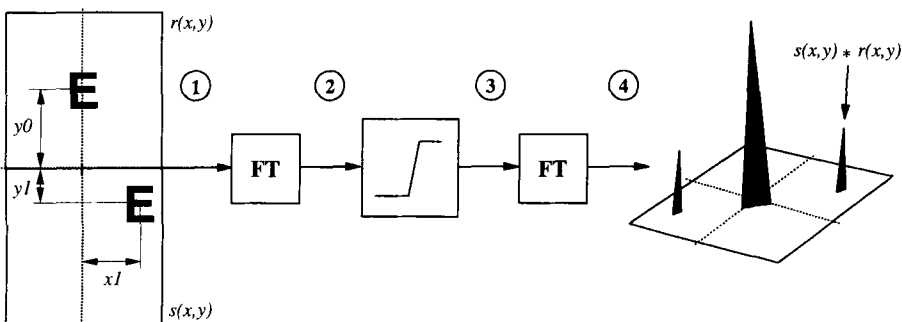 r(x,y)
s(x,y) * r(x,y)
1
2
3
4
E
y0
y1
FT
FT
E
x1
s(x,y)